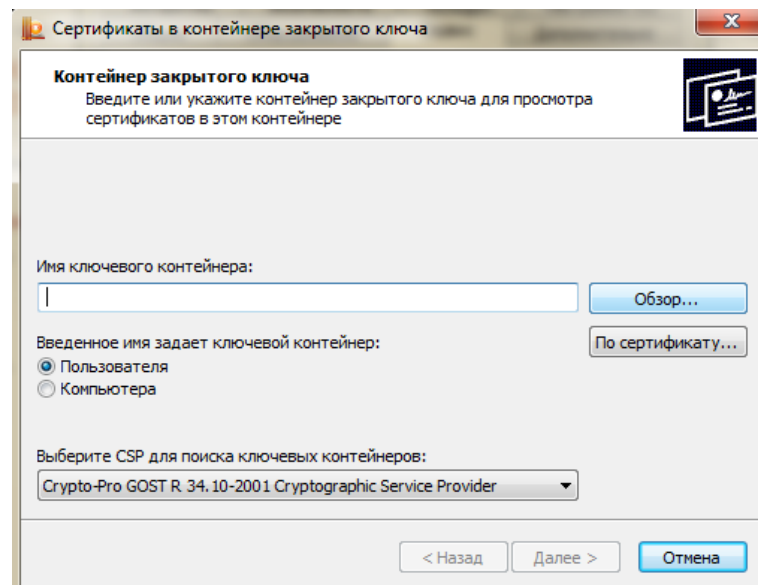 Сертификаты в контейнере закрытого ключа
Контейнер закрытого ключа
Введите или укажите контейнер закрытого ключа для просмотра
сертификатов в этом контейнере
Имя ключевого контейнера:
Обзор...
Введенное имя задает ключевой контейнер:
По сертификату...
Пользователя
Компьютера
Выберите CSP для поиска ключевых контейнеров:
Crypto-Pro GOST R 34.10-2001 Cryptographic Service Provider
< Назад
Далее >
Отмена